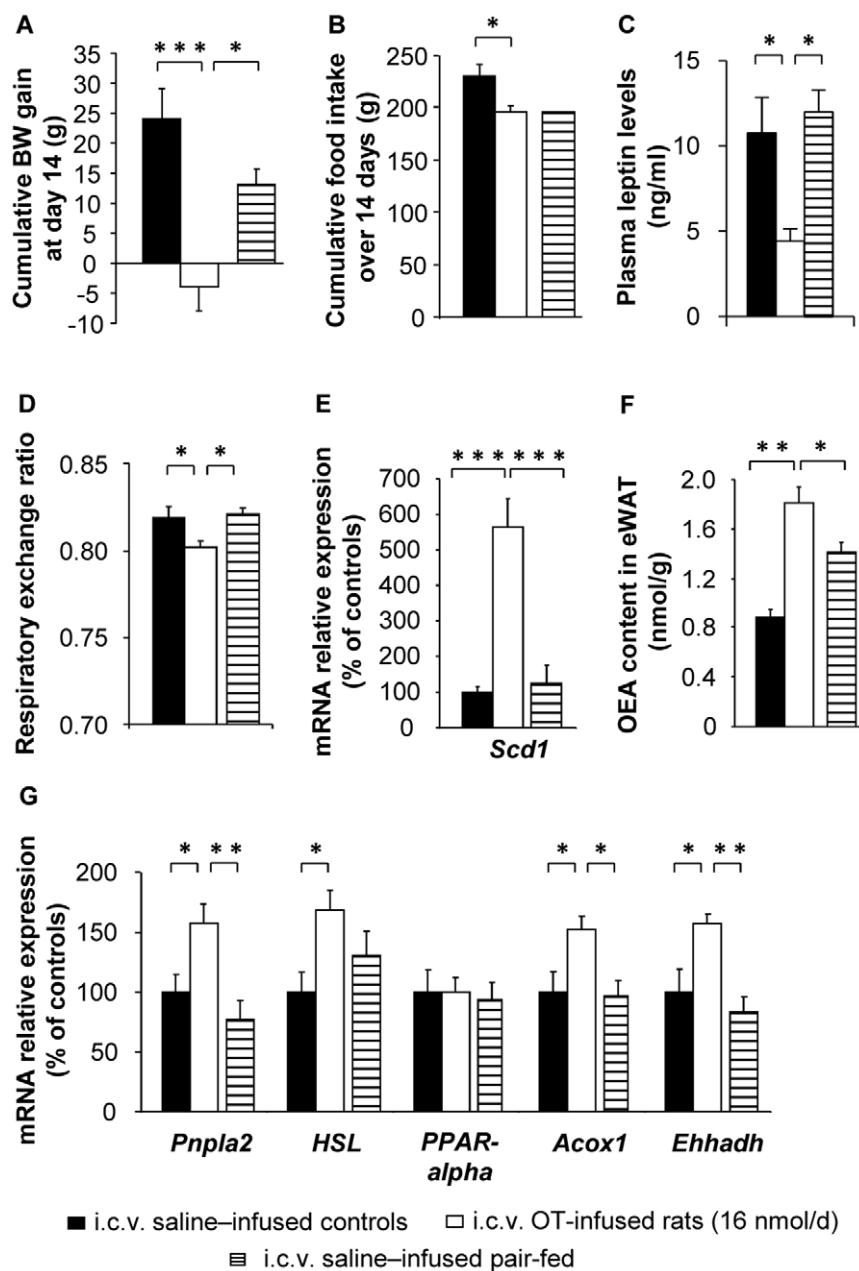 A
* * *
*
Cumulative BW gain
at day 14 (g)
35
30
25
20
15
10
5
0
-5
-10
B
*
Cumulative food intake
over 14 days (g)
250
200
150
100
50
0
C
*
*
Plasma leptin levels
(ng/ml)
15
10
5
0
D
*
*
Respiratory exchange ratio
0.85
0.80
0.75
0.70
E
* * * * * *
mRNA relative expression
(% of controls)
700
600
500
400
300
200
100
0
Scd1
F
* *
*
OEA content in eWAT
(nmol/g)
2.0
1.6
1.2
0.8
0.4
0
G
mRNA relative expression
(% of controls)
200
150
100
50
0
* * *
*
* *
* * *
Pnpla2 HSL PPAR-alpha Acox1 Ehhadh
i.c.v. saline–infused controls i.c.v. OT-infused rats (16 nmol/d)
i.c.v. saline–infused pair-fed